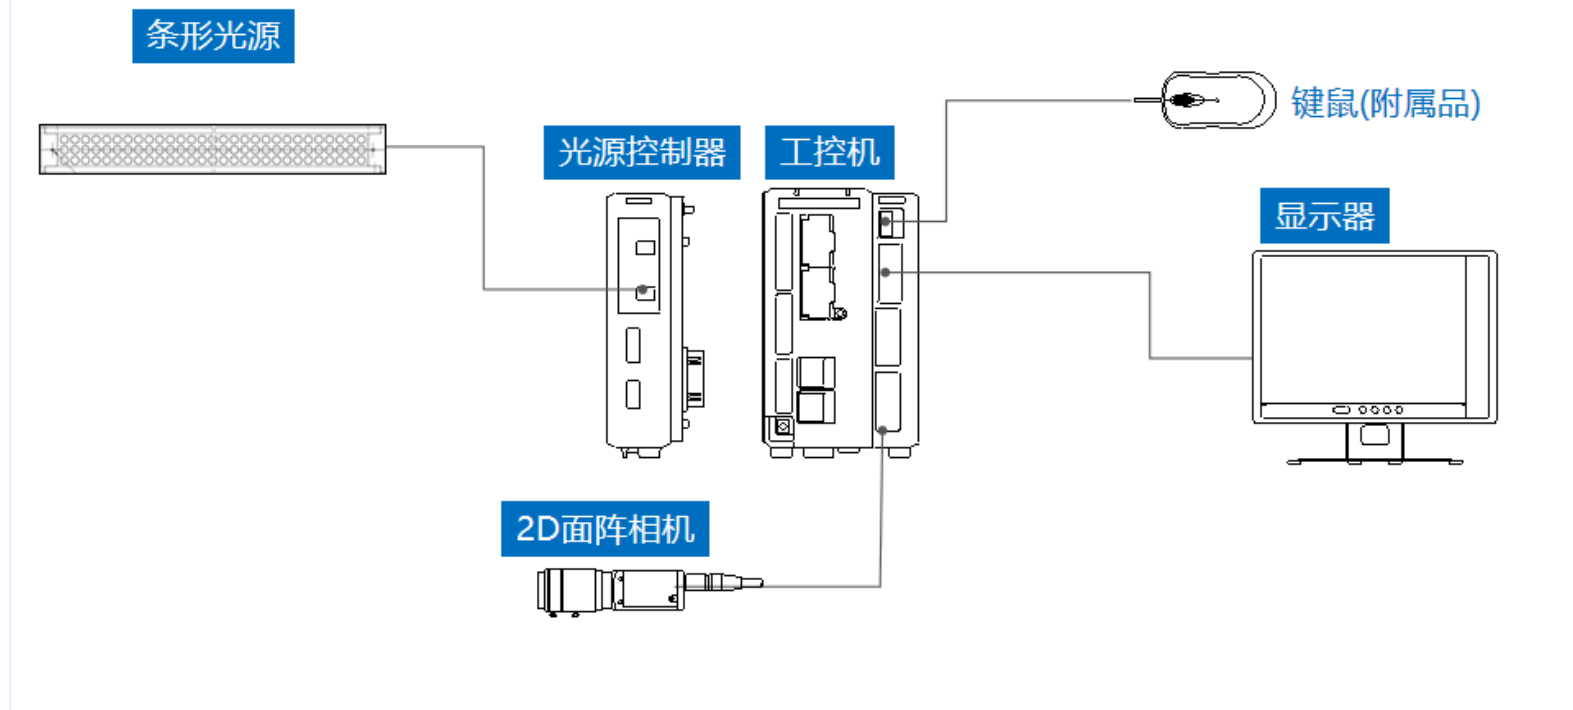 条形光源
键鼠(附属品)
光源控制器
工控机
显示器
2D面阵相机